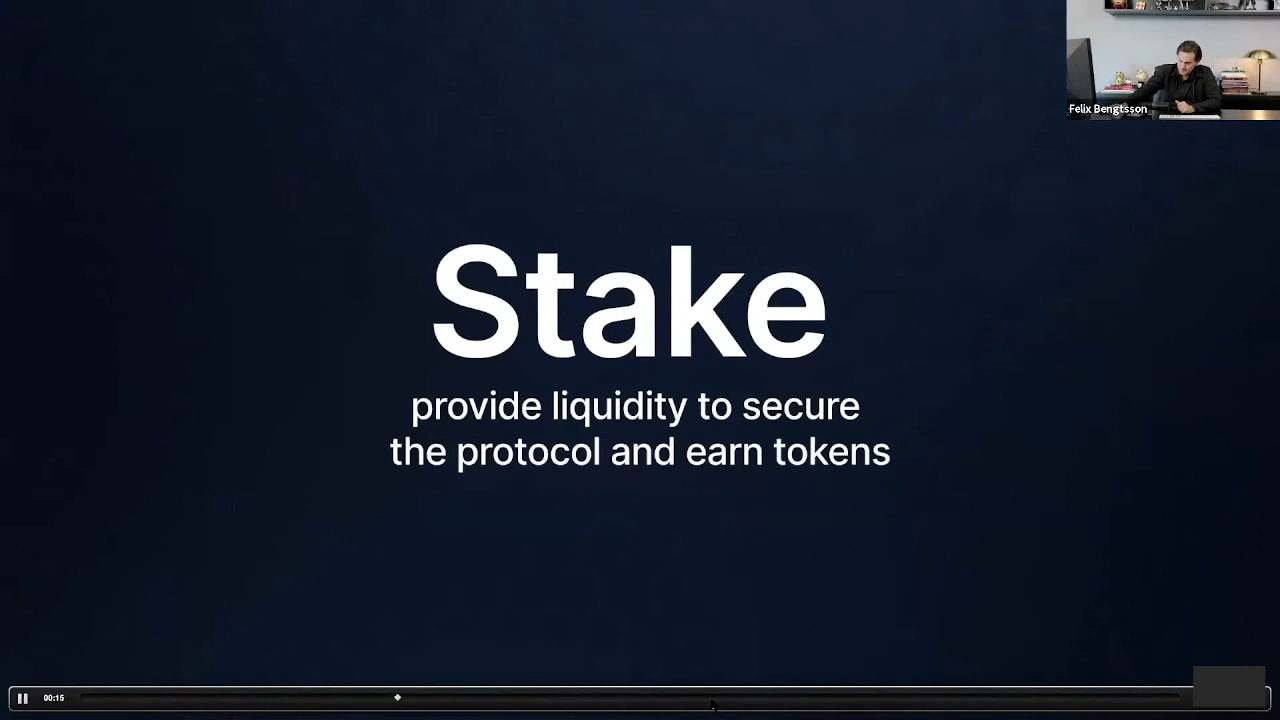 Felix Bengtsson
Stake
provide liquidity to secure
the protocol and earn tokens
00:15